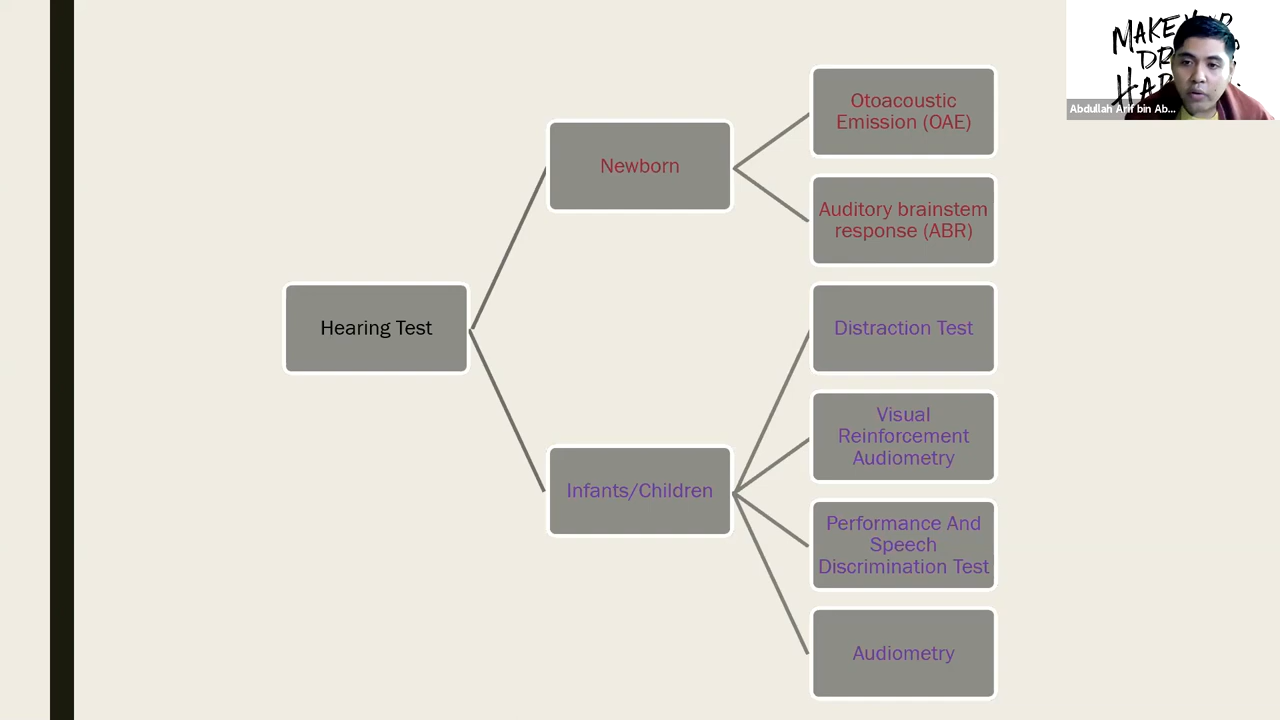 Hearing Test
Newborn
Otoacoustic
Emission (OAE)
Auditory brainstem
response (ABR)
Infants/Children
Distraction Test
Visual
Reinforcement
Audiometry
Performance And
Speech
Discrimination Test
Audiometry
MAKE
Abdullah Arif bin Ab...